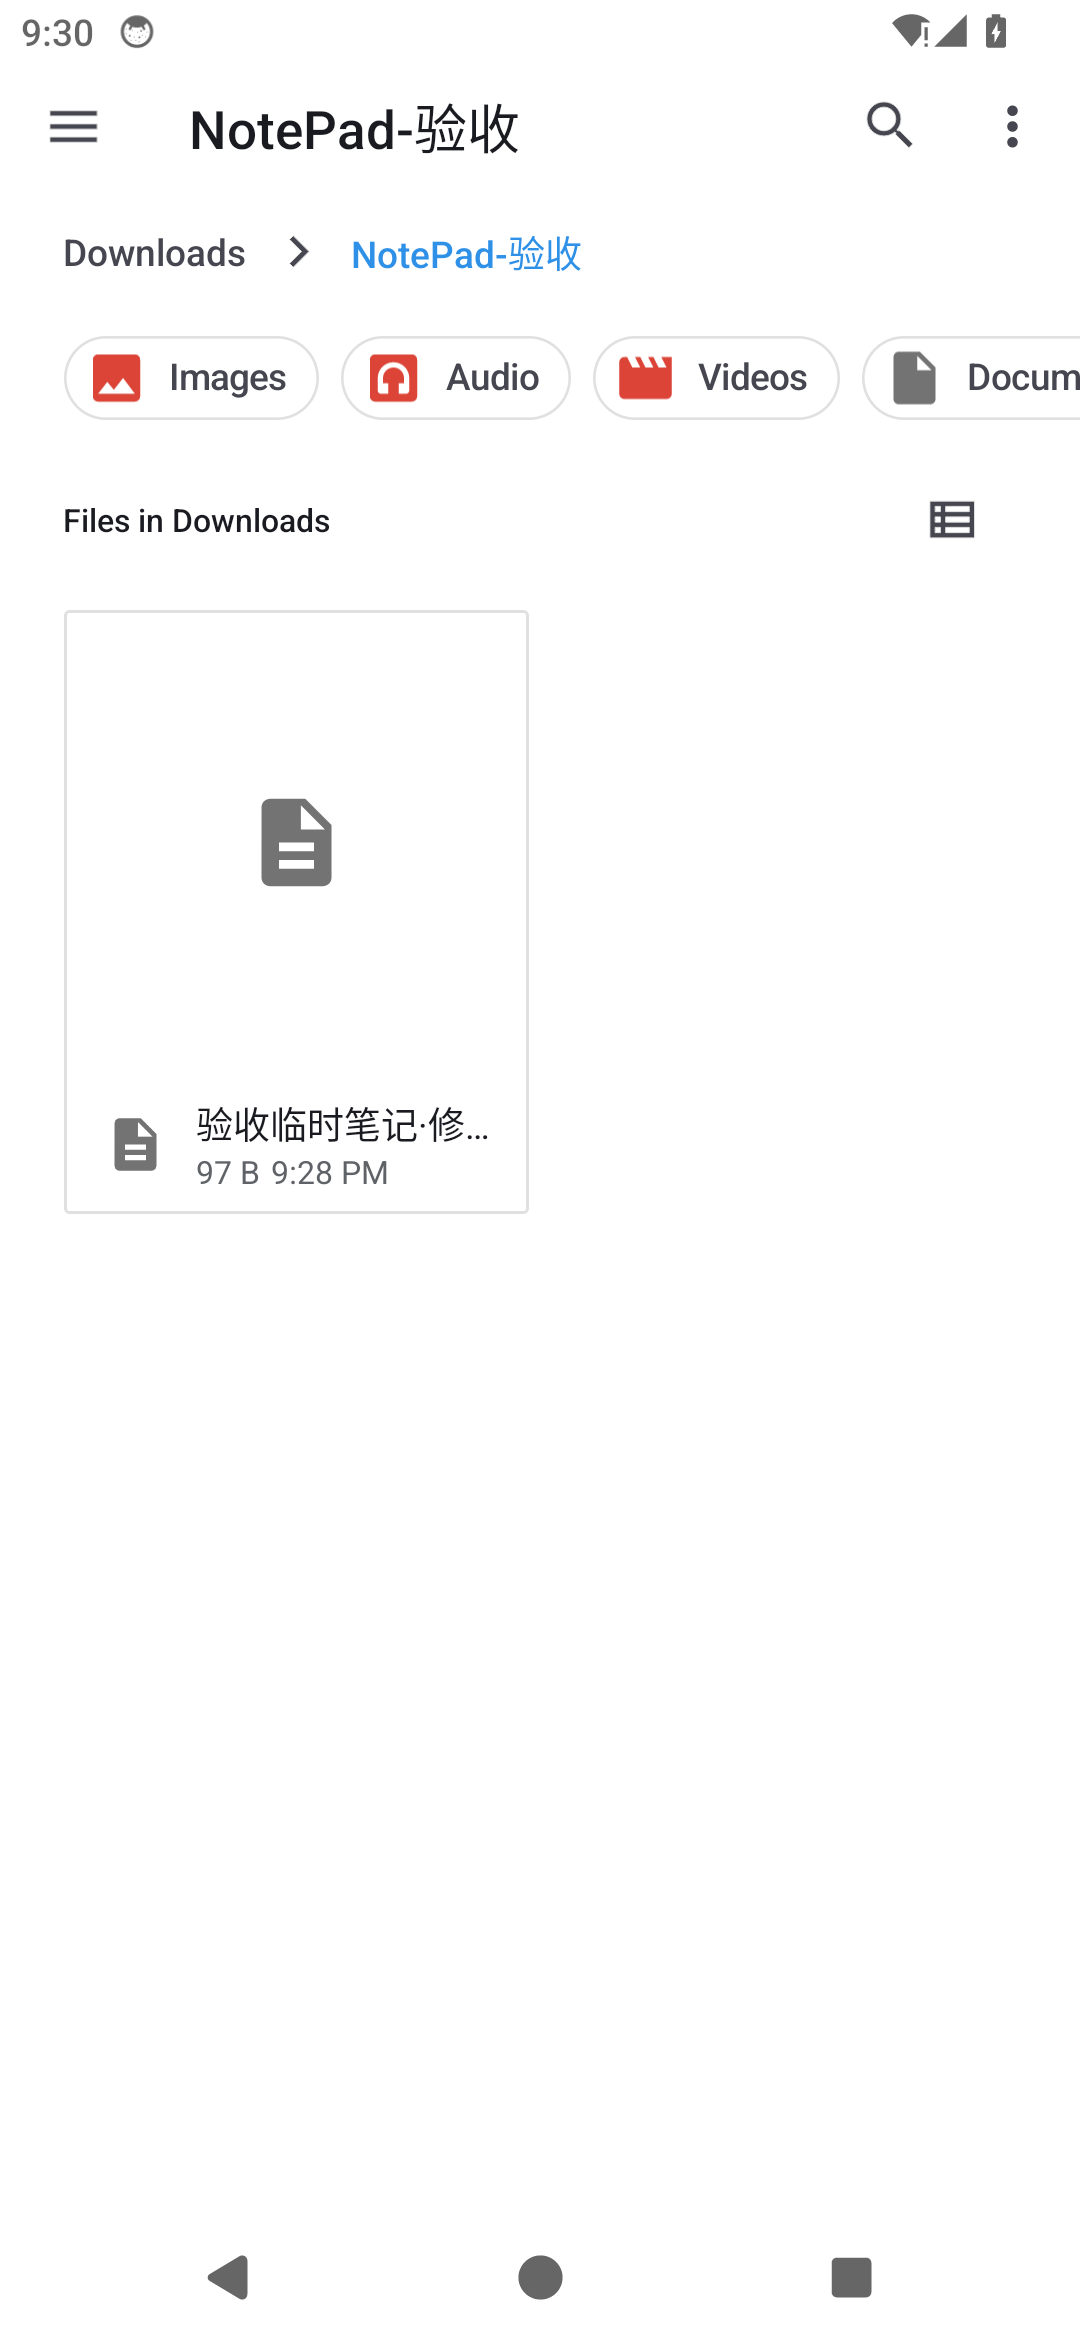 9:30
NotePad-验收
Downloads
NotePad-验收
Images
Audio
Videos
Docum
Files in Downloads
验收临时笔记·修...
97 B 9:28 PM